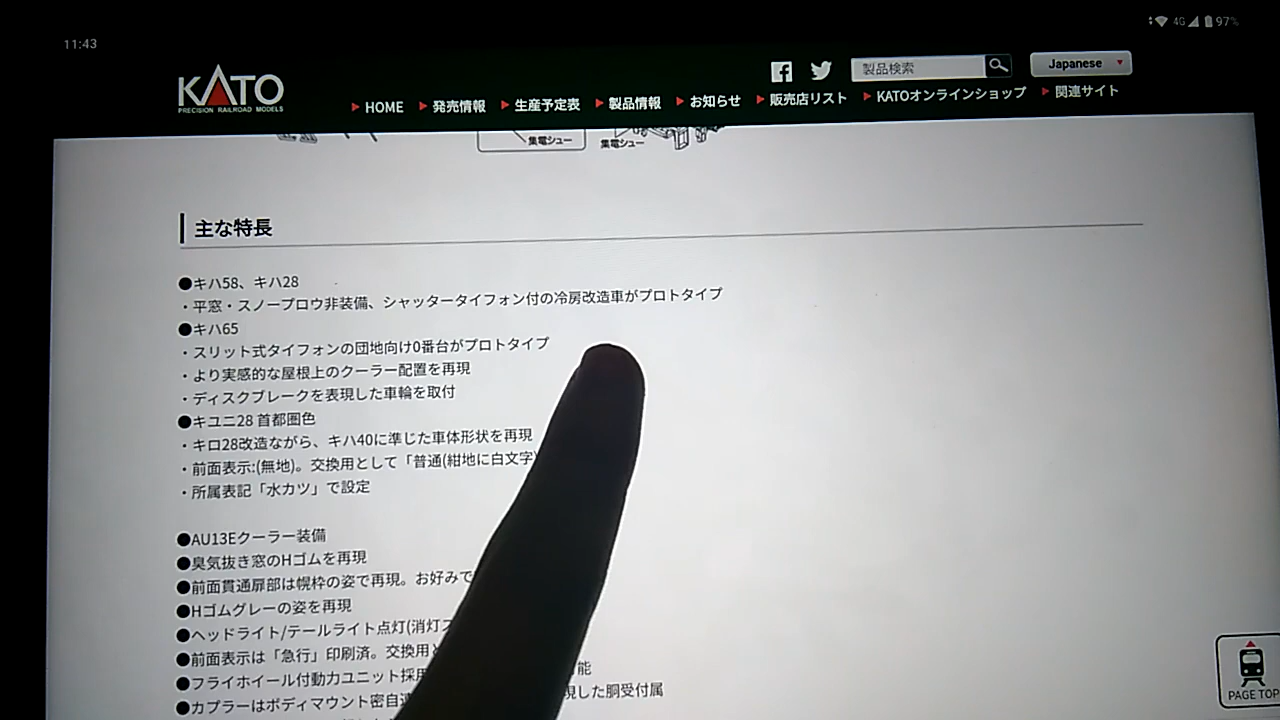 11:43
4G 97%
KATO
PRECISION RAILROAD MODELS
製品検索
Japanese
HOME
発売情報
生産予定表
製品情報
お知らせ
販売店リスト
KATOオンラインショップ
関連サイト
集電シュー
集電シュー
主な特長
●キハ58、キハ28
・平窓・スノープロウ非装備、シャッタータイフォン付の冷房改造車がプロトタイプ
●キハ65
・スリット式タイフォンの団地向け0番台がプロトタイプ
・より実感的な屋根上のクーラー配置を再現
・ディスクブレークを表現した車輪を取付
●キユニ28 首都圏色
・キロ28改造ながら、キハ40に準じた車体形状を再現
・前面表示:(無地)。交換用として「普通(紺地に白文字)
・所属表記「水カツ」で設定
●AU13Eクーラー装備
●臭気抜き窓のHゴムを再現
●前面貫通扉部は幌枠の姿で再現。お好みで
●Hゴムグレーの姿を再現
●ヘッドライト/テールライト点灯(消灯ス
●前面表示は「急行」印刷済。交換用と
能
●フライホイール付動力ユニット採用
現した胴受付属
●カプラーはボディマウント密自連
PAGE TOP